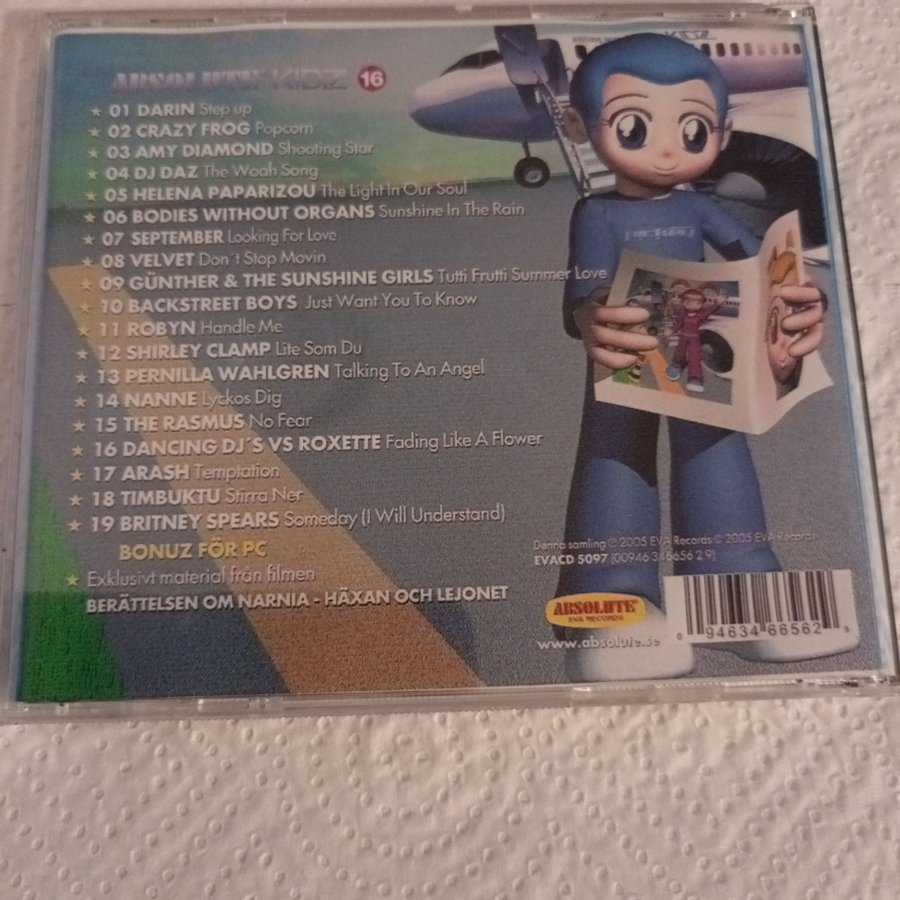 ABSOLUTE KIDZ 16
01 DARIN Step up
02 CRAZY FROG Popcorn
03 AMY DIAMOND Shooting Star
04 DJ DAZ The Woah Song
05 HELENA PAPARIZOU The Light In Our Soul
06 BODIES WITHOUT ORGANS Sunshine In The Rain
07 SEPTEMBER Looking For Love
08 VELVET Don´t Stop Movin
09 GÜNTHER & THE SUNSHINE GIRLS Tutti Frutti Summer Love
10 BACKSTREET BOYS Just Want You To Know
11 ROBYN Handle Me
12 SHIRLEY CLAMP Lite Som Du
13 PERNILLA WAHLGREN Talking To An Angel
14 NANNE Lyckos Dig
15 THE RASMUS No Fear
16 DANCING DJ´S VS ROXETTE Fading Like A Flower
17 ARASH Temptation
18 TIMBUKTU Stirra Ner
19 BRITNEY SPEARS Someday (I Will Understand)
BONUZ FÖR PC
Exklusivt material från filmen
BERÄTTELSEN OM NARNIA - HÄXAN OCH LEJONET
KIDZ
Denna samling © 2005 EVA Records © 2005 EVA Records
EVACD 5097 (00946 346656 2 9)
ABSOLUTE
EVA RECORDS
www.absolute.se
0 94634 66562 9